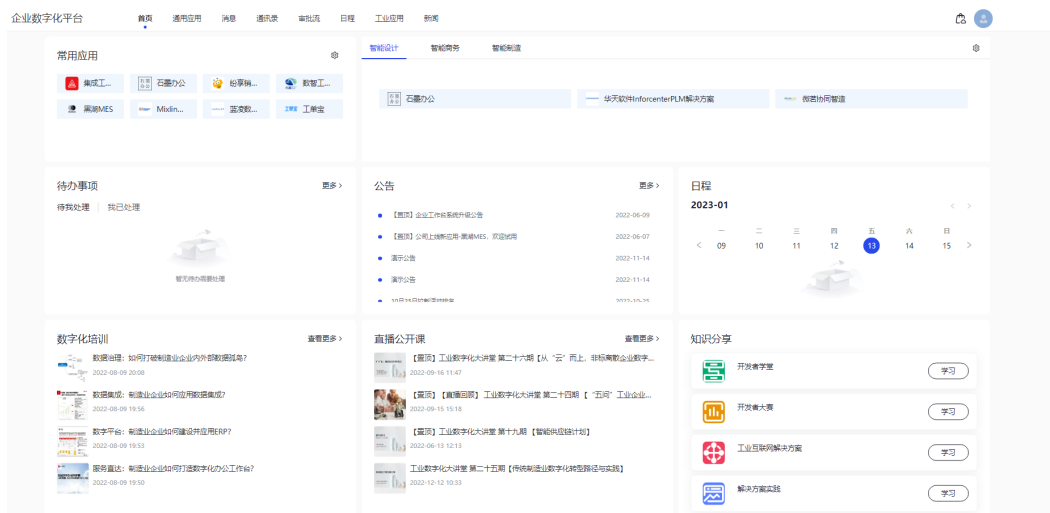 企业数字化平台
首页 通用应用 消息 通讯录 审批流 日程 工业应用 新闻
常用应用
集成工... 石墨办公 纷享销... 数智工...
黑湖MES Mixlin... 蓝凌数... 工单宝
智能设计 智能商务 智能制造
石墨办公 华天软件InforcenterPLM解决方案 微茗协同智造
待办事项 更多 >
待我处理 我已处理
暂无待办需要处理
公告 更多 >
【置顶】企业工作台系统升级公告 2022-06-09
【置顶】公司上线新应用-黑湖MES，欢迎试用 2022-06-07
演示公告 2022-11-14
演示公告 2022-11-14
2022-10-25
日程
2023-01 < >
一 二 三 四 五 六 日
< 09 10 11 12 13 14 15 >
数字化培训 查看更多 >
数据治理：如何打破制造业企业内外部数据孤岛？
2022-08-09 20:08
数据集成：制造业企业如何应用数据集成？
2022-08-09 19:56
数字平台：制造业企业如何建设并应用ERP？
2022-08-09 19:53
服务直达：制造业企业如何打造数字化办公工作台？
2022-08-09 19:50
直播公开课 查看更多 >
【置顶】工业数字化大讲堂 第二十六期【从“云”而上，非标离散企业数字...
2022-09-16 11:47
【置顶】【直播回顾】 工业数字化大讲堂 第二十四期 【 “五问”工业企业...
2022-09-15 15:18
【置顶】工业数字化大讲堂 第十九期 【智能供应链计划】
2022-06-13 12:13
工业数字化大讲堂 第二十五期【传统制造业数字化转型路径与实践】
2022-12-12 10:33
知识分享
开发者学堂 学习
开发者大赛 学习
工业互联网解决方案 学习
解决方案实践 学习